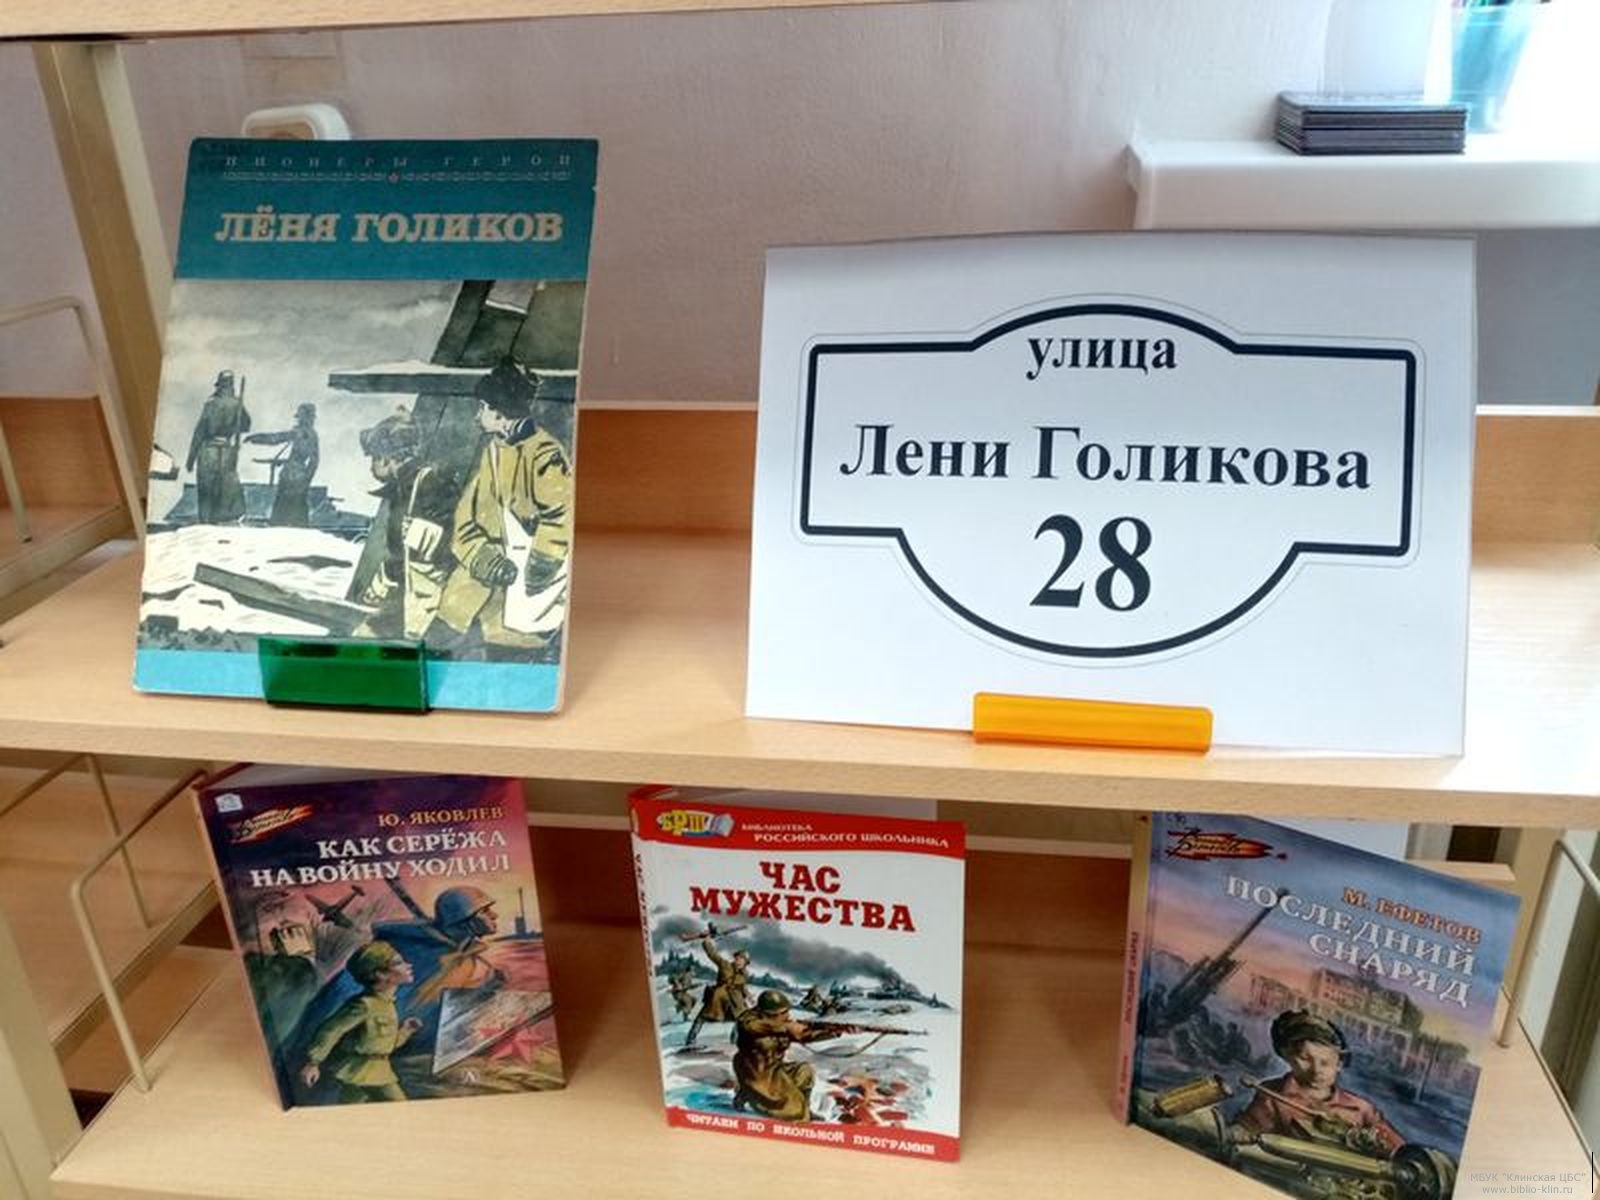 ПИОНЕРЫ ГЕРОИ
ЛЁНЯ ГОЛИКОВ
улица
Лени Голикова
28
Ю. ЯКОВЛЕВ
КАК СЕРЁЖА
НА ВОЙНУ ХОДИЛ
БРШ
БИБЛИОТЕКА
РОССИЙСКОГО ШКОЛЬНИКА
ЧАС
МУЖЕСТВА
ЧИТАЕМ ПО ШКОЛЬНОЙ ПРОГРАММЕ
М. ЕФЕТОВ
ПОСЛЕДНИЙ
СНАРЯД
МБУК "Клинская ЦБС"
www.biblio-klin.ru